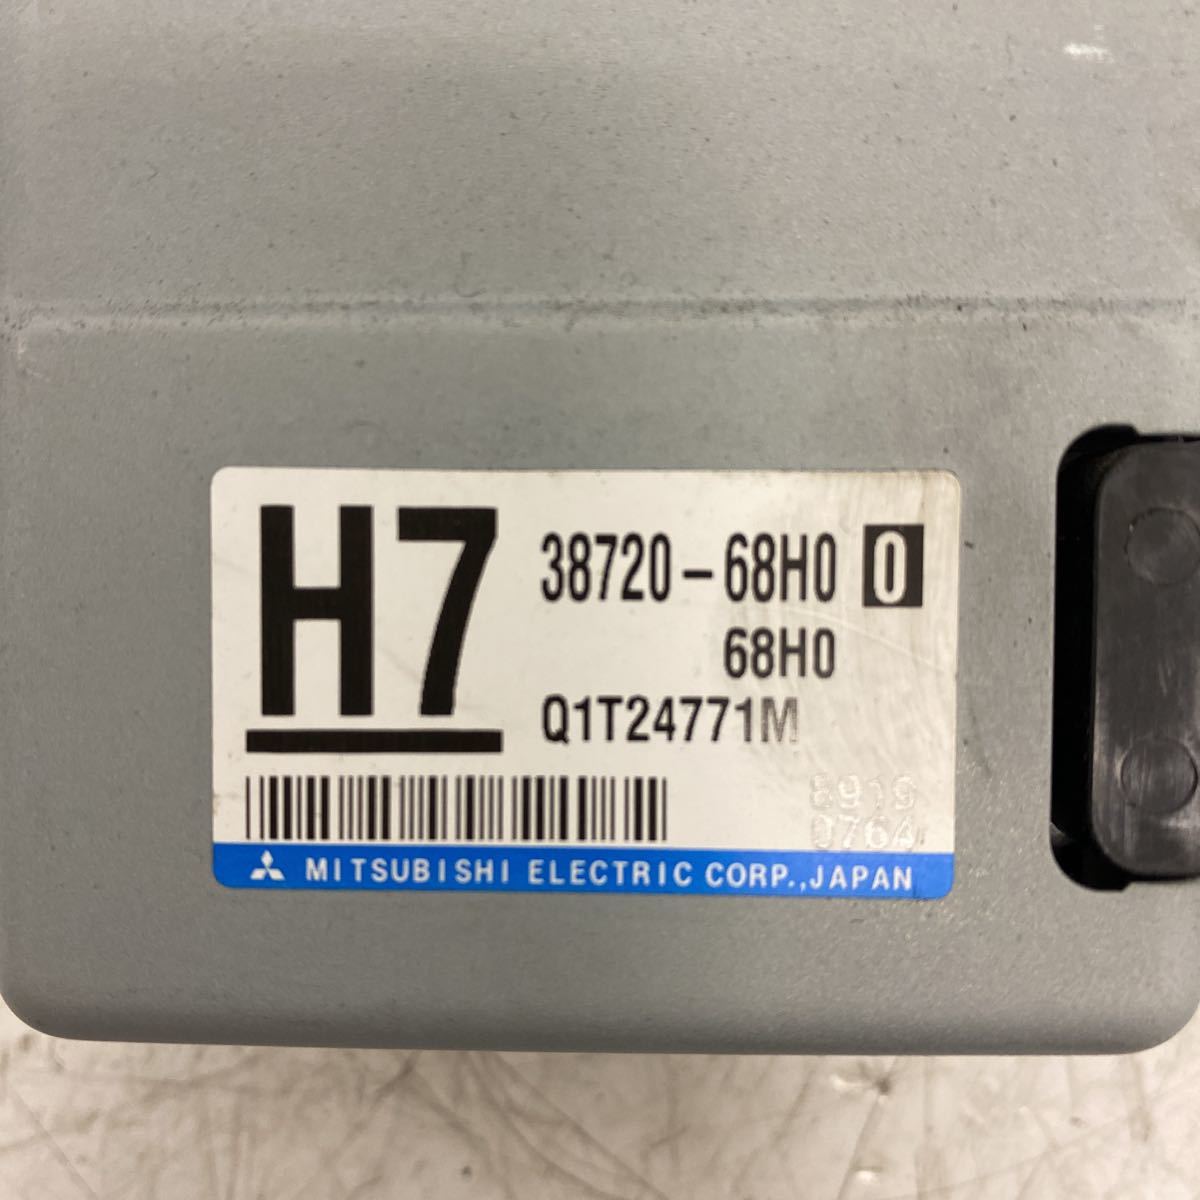 H7
38720-68H0 0
68H0
Q1T24771M
8919
0764
MITSUBISHI ELECTRIC CORP.,JAPAN